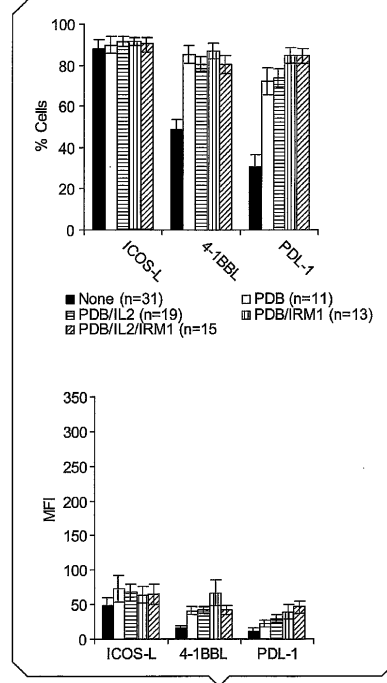 100
80
60
40
20
0
% Cells
ICOS-L
4-1BBL
PDL-1
None (n=31)
PDB (n=11)
PDB/IL2 (n=19)
PDB/IRM1 (n=13)
PDB/IL2/IRM1 (n=15
350
300
250
200
150
100
50
0
MFI
ICOS-L
4-1BBL
PDL-1